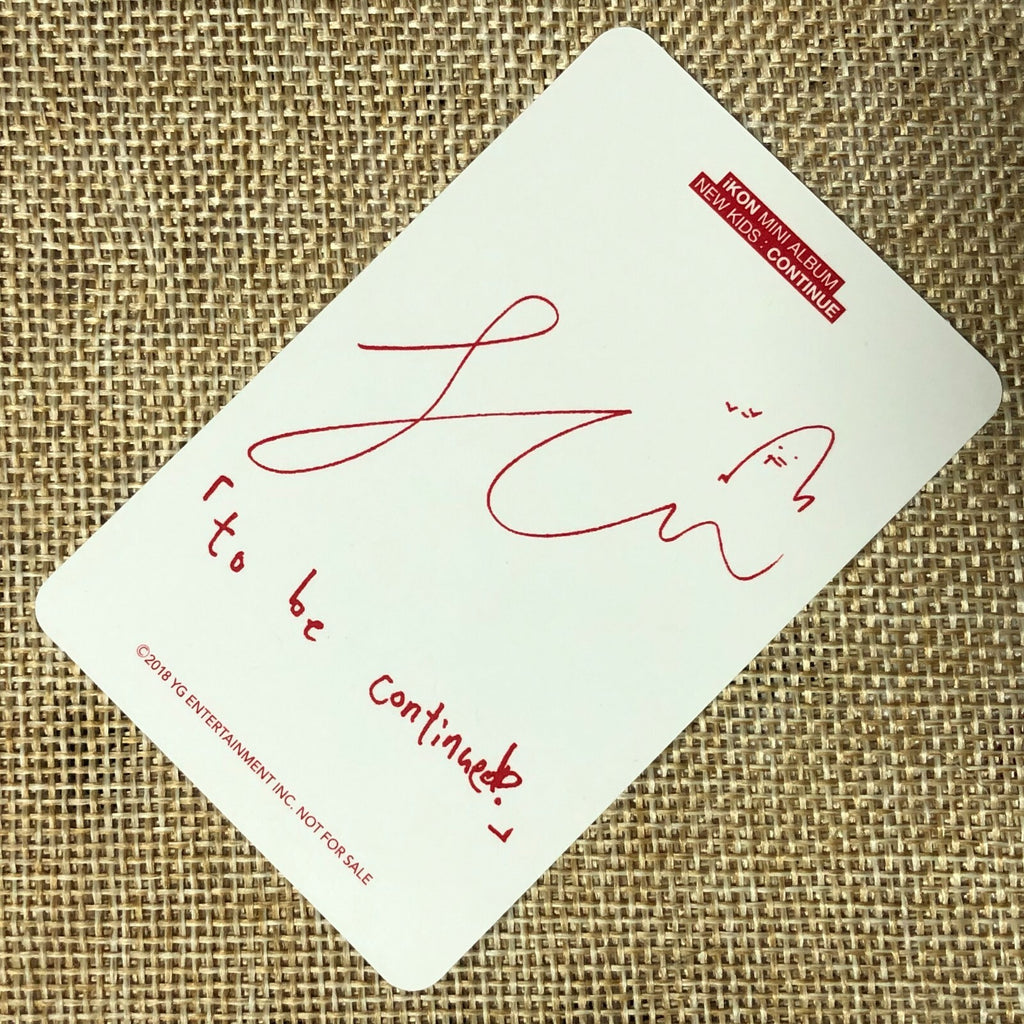 iKON MINI ALBUM
NEW KIDS : CONTINUE
「to be continued?」
©2018 YG ENTERTAINMENT INC. NOT FOR SALE